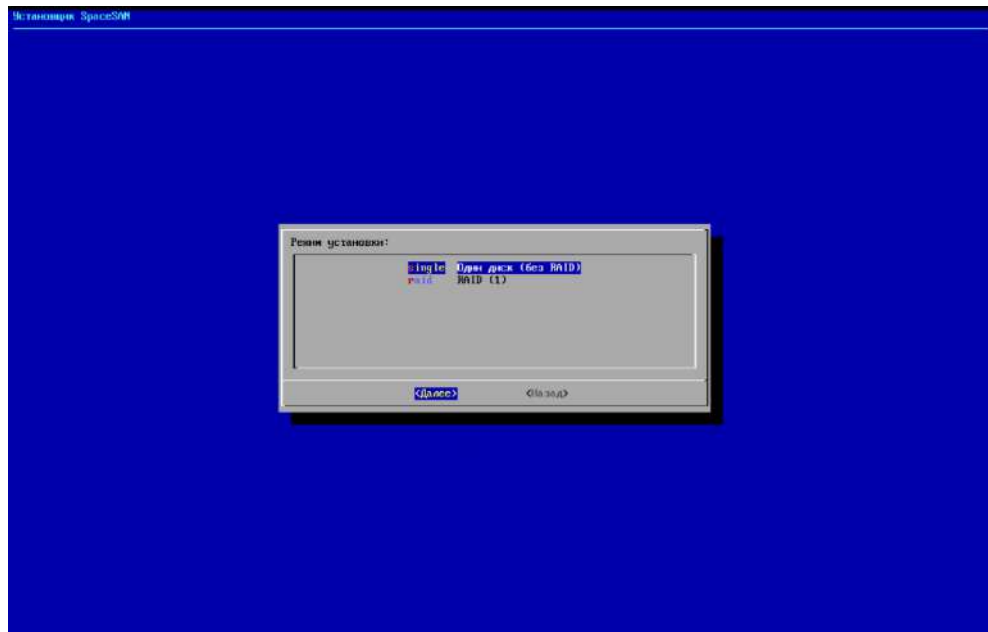 Установщик SpaceSAN
Режим установки:
single Один диск (без RAID)
raid RAID (1)
<Далее> <Назад>